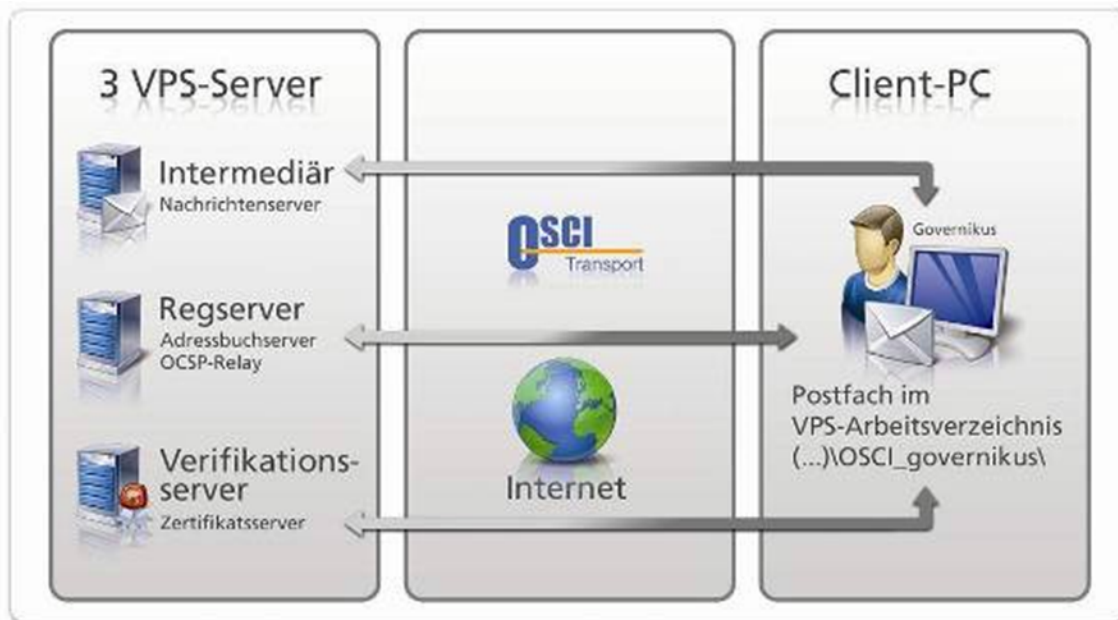 3 VPS-Server
Intermediär
Nachrichtenserver
Regserver
Adressbuchserver
OCSP-Relay
Verifikations-
server
Zertifikatsserver
OSCI
Transport
Internet
Client-PC
Governikus
Postfach im
VPS-Arbeitsverzeichnis
(...)\OSCI_governikus\